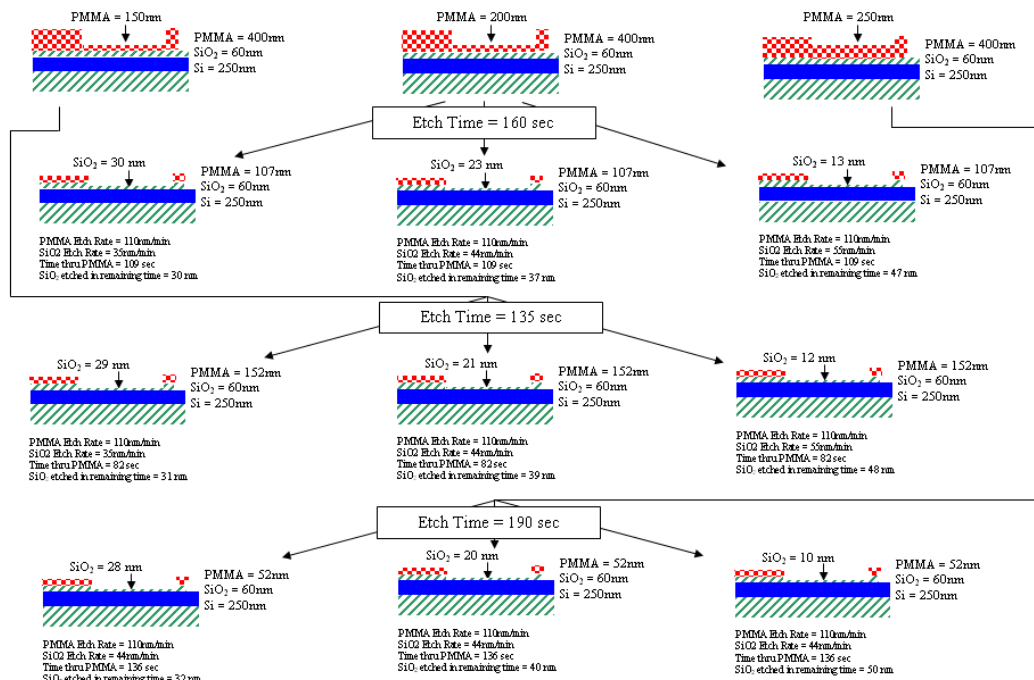 PMMA = 150nm
PMMA = 400nm
SiO₂ = 60nm
Si = 250nm
PMMA = 200nm
PMMA = 400nm
SiO₂ = 60nm
Si = 250nm
PMMA = 250nm
PMMA = 400nm
SiO₂ = 60nm
Si = 250nm
Etch Time = 160 sec
SiO₂ = 30 nm
PMMA = 107nm
SiO₂ = 60nm
Si = 250nm
PMMA Etch Rate = 110nm/min
SiO2 Etch Rate = 35nm/min
Time thru PMMA = 109 sec
SiO₂ etched in remaining time = 30 nm
SiO₂ = 23 nm
PMMA = 107nm
SiO₂ = 60nm
Si = 250nm
PMMA Etch Rate = 110nm/min
SiO2 Etch Rate = 44nm/min
Time thru PMMA = 109 sec
SiO₂ etched in remaining time = 37 nm
SiO₂ = 13 nm
PMMA = 107nm
SiO₂ = 60nm
Si = 250nm
PMMA Etch Rate = 110nm/min
SiO2 Etch Rate = 55nm/min
Time thru PMMA = 109 sec
SiO₂ etched in remaining time = 47 nm
Etch Time = 135 sec
SiO₂ = 29 nm
PMMA = 152nm
SiO₂ = 60nm
Si = 250nm
PMMA Etch Rate = 110nm/min
SiO2 Etch Rate = 35nm/min
Time thru PMMA = 82 sec
SiO₂ etched in remaining time = 31 nm
SiO₂ = 21 nm
PMMA = 152nm
SiO₂ = 60nm
Si = 250nm
PMMA Etch Rate = 110nm/min
SiO2 Etch Rate = 44nm/min
Time thru PMMA = 82 sec
SiO₂ etched in remaining time = 39 nm
SiO₂ = 12 nm
PMMA = 152nm
SiO₂ = 60nm
Si = 250nm
PMMA Etch Rate = 110nm/min
SiO2 Etch Rate = 55nm/min
Time thru PMMA = 82 sec
SiO₂ etched in remaining time = 48 nm
Etch Time = 190 sec
SiO₂ = 28 nm
PMMA = 52nm
SiO₂ = 60nm
Si = 250nm
PMMA Etch Rate = 110nm/min
SiO2 Etch Rate = 44nm/min
Time thru PMMA = 136 sec
SiO₂ etched in remaining time = 32 nm
SiO₂ = 20 nm
PMMA = 52nm
SiO₂ = 60nm
Si = 250nm
PMMA Etch Rate = 110nm/min
SiO2 Etch Rate = 44nm/min
Time thru PMMA = 136 sec
SiO₂ etched in remaining time = 40 nm
SiO₂ = 10 nm
PMMA = 52nm
SiO₂ = 60nm
Si = 250nm
PMMA Etch Rate = 110nm/min
SiO2 Etch Rate = 44nm/min
Time thru PMMA = 136 sec
SiO₂ etched in remaining time = 50 nm